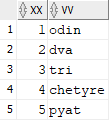 XX VV
1 1 odin
2 2 dva
3 3 tri
4 4 chetyre
5 5 pyat